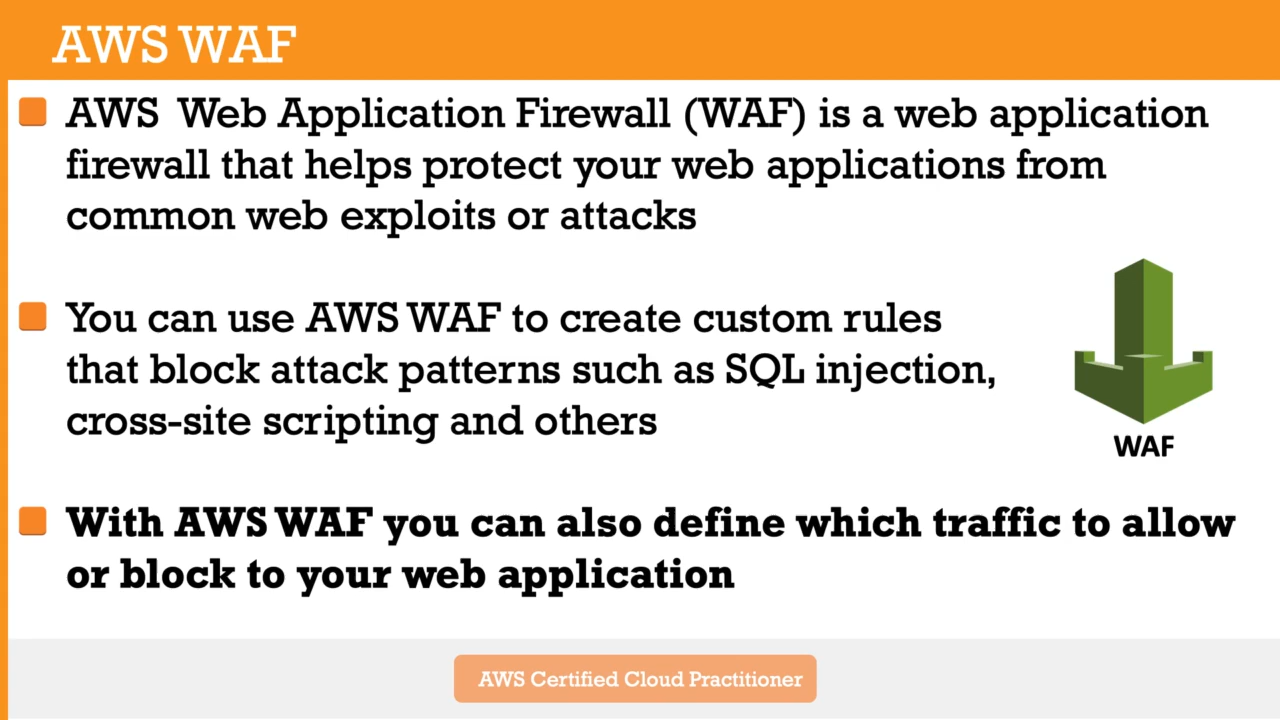 AWS WAF
AWS Web Application Firewall (WAF) is a web application
firewall that helps protect your web applications from
common web exploits or attacks
You can use AWS WAF to create custom rules
that block attack patterns such as SQL injection,
cross-site scripting and others
WAF
With AWS WAF you can also define which traffic to allow
or block to your web application
AWS Certified Cloud Practitioner